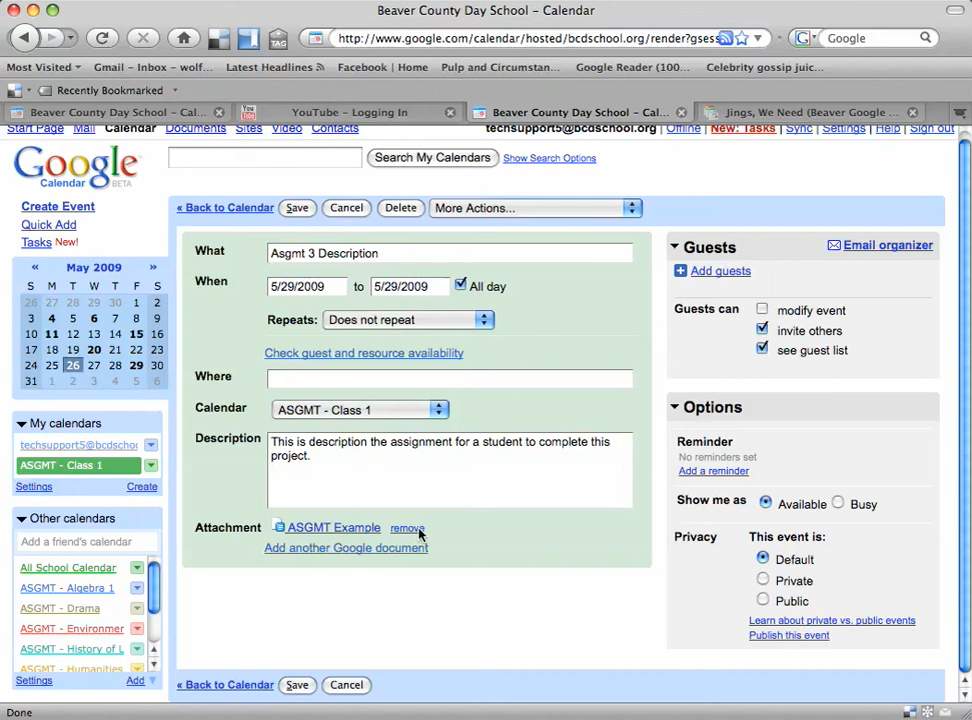 Beaver County Day School – Calendar
http://www.google.com/calendar/hosted/bcdschool.org/render?gsess
Google
Most Visited
Gmail – Inbox – wolf...
Latest Headlines
Facebook | Home
Pulp and Circumstan...
Google Reader (100...
Celebrity gossip juic...
Recently Bookmarked
Beaver County Day School – Cal...
YouTube – Logging In
Beaver County Day School – Cal...
Jings, We Need (Beaver Google ...
Start Page Mail Calendar Documents Sites Video Contacts
techsupport5@bcdschool.org | Offline | New: Tasks | Sync | Settings | Help | Sign out
Google
Calendar BETA
Search My Calendars
Show Search Options
Create Event
Quick Add
Tasks New!
« Back to Calendar
Save
Cancel
Delete
More Actions...
« May 2009 »
S M T W T F S
26 27 28 29 30 1 2
3 4 5 6 7 8 9
10 11 12 13 14 15 16
17 18 19 20 21 22 23
24 25 26 27 28 29 30
31 1 2 3 4 5 6
My calendars
techsupport5@bcdschoo
ASGMT - Class 1
Settings
Create
Other calendars
Add a friend's calendar
All School Calendar
ASGMT - Algebra 1
ASGMT - Drama
ASGMT - Environmer
ASGMT - History of L
ASGMT - Humanities
Settings
Add
What
Asgmt 3 Description
When
5/29/2009 to 5/29/2009 All day
Repeats: Does not repeat
Check guest and resource availability
Where
Calendar
ASGMT - Class 1
Description
This is description the assignment for a student to complete this
project.
Attachment
ASGMT Example remove
Add another Google document
« Back to Calendar
Save
Cancel
Guests
Email organizer
Add guests
Guests can
modify event
invite others
see guest list
Options
Reminder
No reminders set
Add a reminder
Show me as
Available
Busy
Privacy
This event is:
Default
Private
Public
Learn about private vs. public events
Publish this event
Done
TAG
You
Tube
G